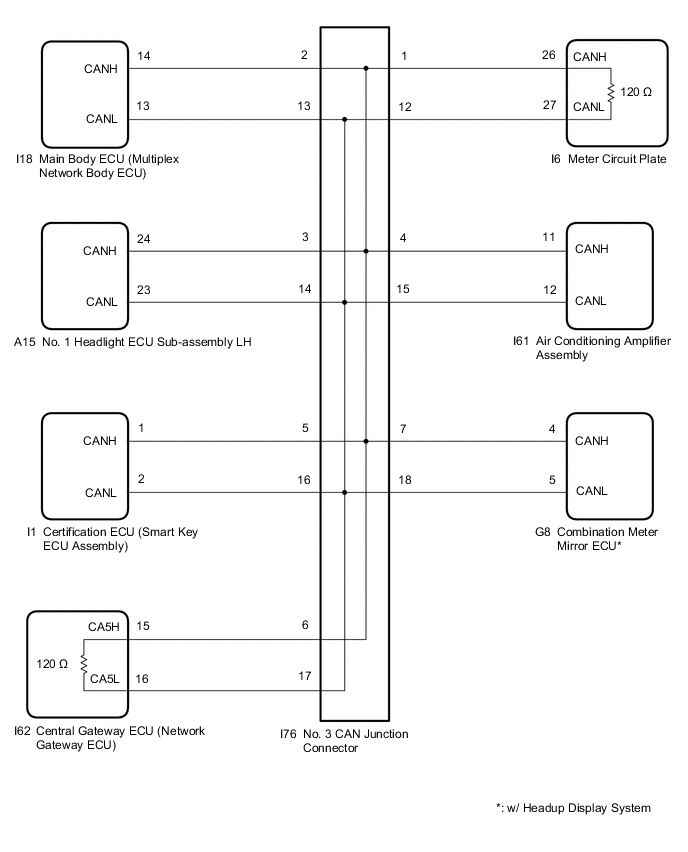 14 2 1 26 CANH
CANH
120 Ω
13 13 12 27 CANL
CANL
I18 Main Body ECU (Multiplex
Network Body ECU)
I6 Meter Circuit Plate
24 3 4 11
CANH CANH
23 14 15 12
CANL CANL
A15 No. 1 Headlight ECU Sub-assembly LH
I61 Air Conditioning Amplifier
Assembly
1 5 7 4
CANH CANH
2 16 18 5
CANL CANL
I1 Certification ECU (Smart Key
ECU Assembly)
G8 Combination Meter
Mirror ECU*
CA5H 15 6
120 Ω
CA5L 16 17
I62 Central Gateway ECU (Network
Gateway ECU)
I76 No. 3 CAN Junction
Connector
*: w/ Headup Display System